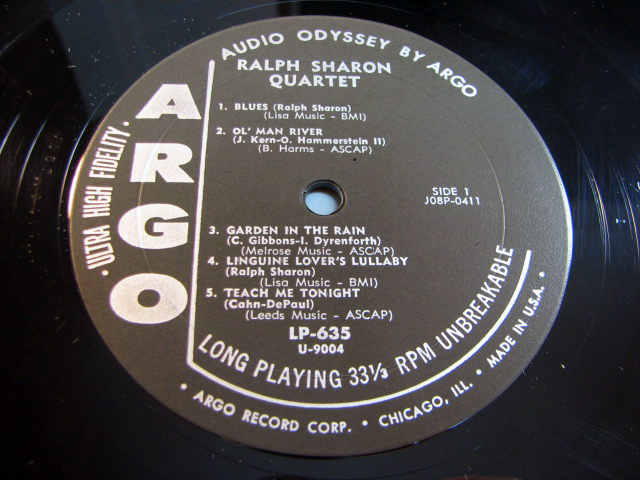 AUDIO ODYSSEY BY ARGO
RALPH SHARON
QUARTET
1. BLUES (Ralph Sharon)
(Lisa Music - BMI)
2. OL' MAN RIVER
(J. Kern-O. Hammerstein II)
(B. Harms - ASCAP)
SIDE 1
J08P-0411
3. GARDEN IN THE RAIN
(C. Gibbons-I. Dyrenforth)
(Melrose Music - ASCAP)
4. LINGUINE LOVER'S LULLABY
(Ralph Sharon)
(Lisa Music - BMI)
5. TEACH ME TONIGHT
(Cahn-DePaul)
(Leeds Music - ASCAP)
LP-635
U-9004
ARGO
• ULTRA HIGH FIDELITY •
LONG PLAYING 33⅓ RPM UNBREAKABLE
• ARGO RECORD CORP. • CHICAGO, ILL. • MADE IN U.S.A. •